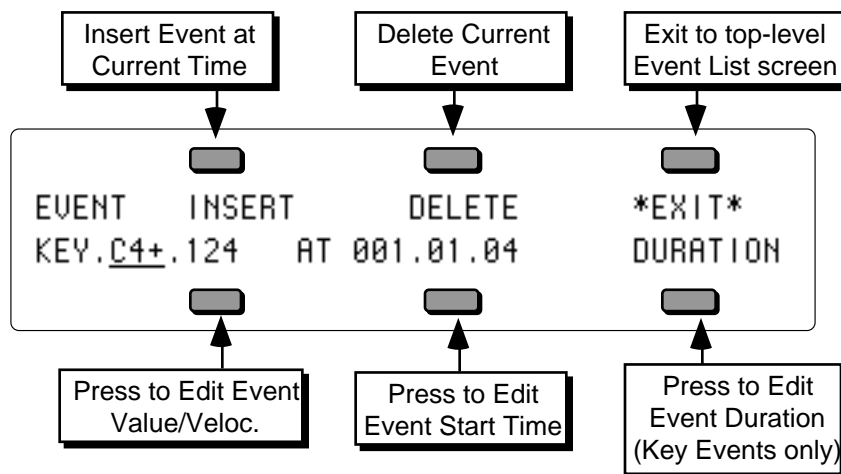 Insert Event at
Current Time
Delete Current
Event
Exit to top-level
Event List screen
EVENT INSERT DELETE *EXIT*
KEY.C4+.124 AT 001.01.04 DURATION
Press to Edit Event
Value/Veloc.
Press to Edit
Event Start Time
Press to Edit
Event Duration
(Key Events only)